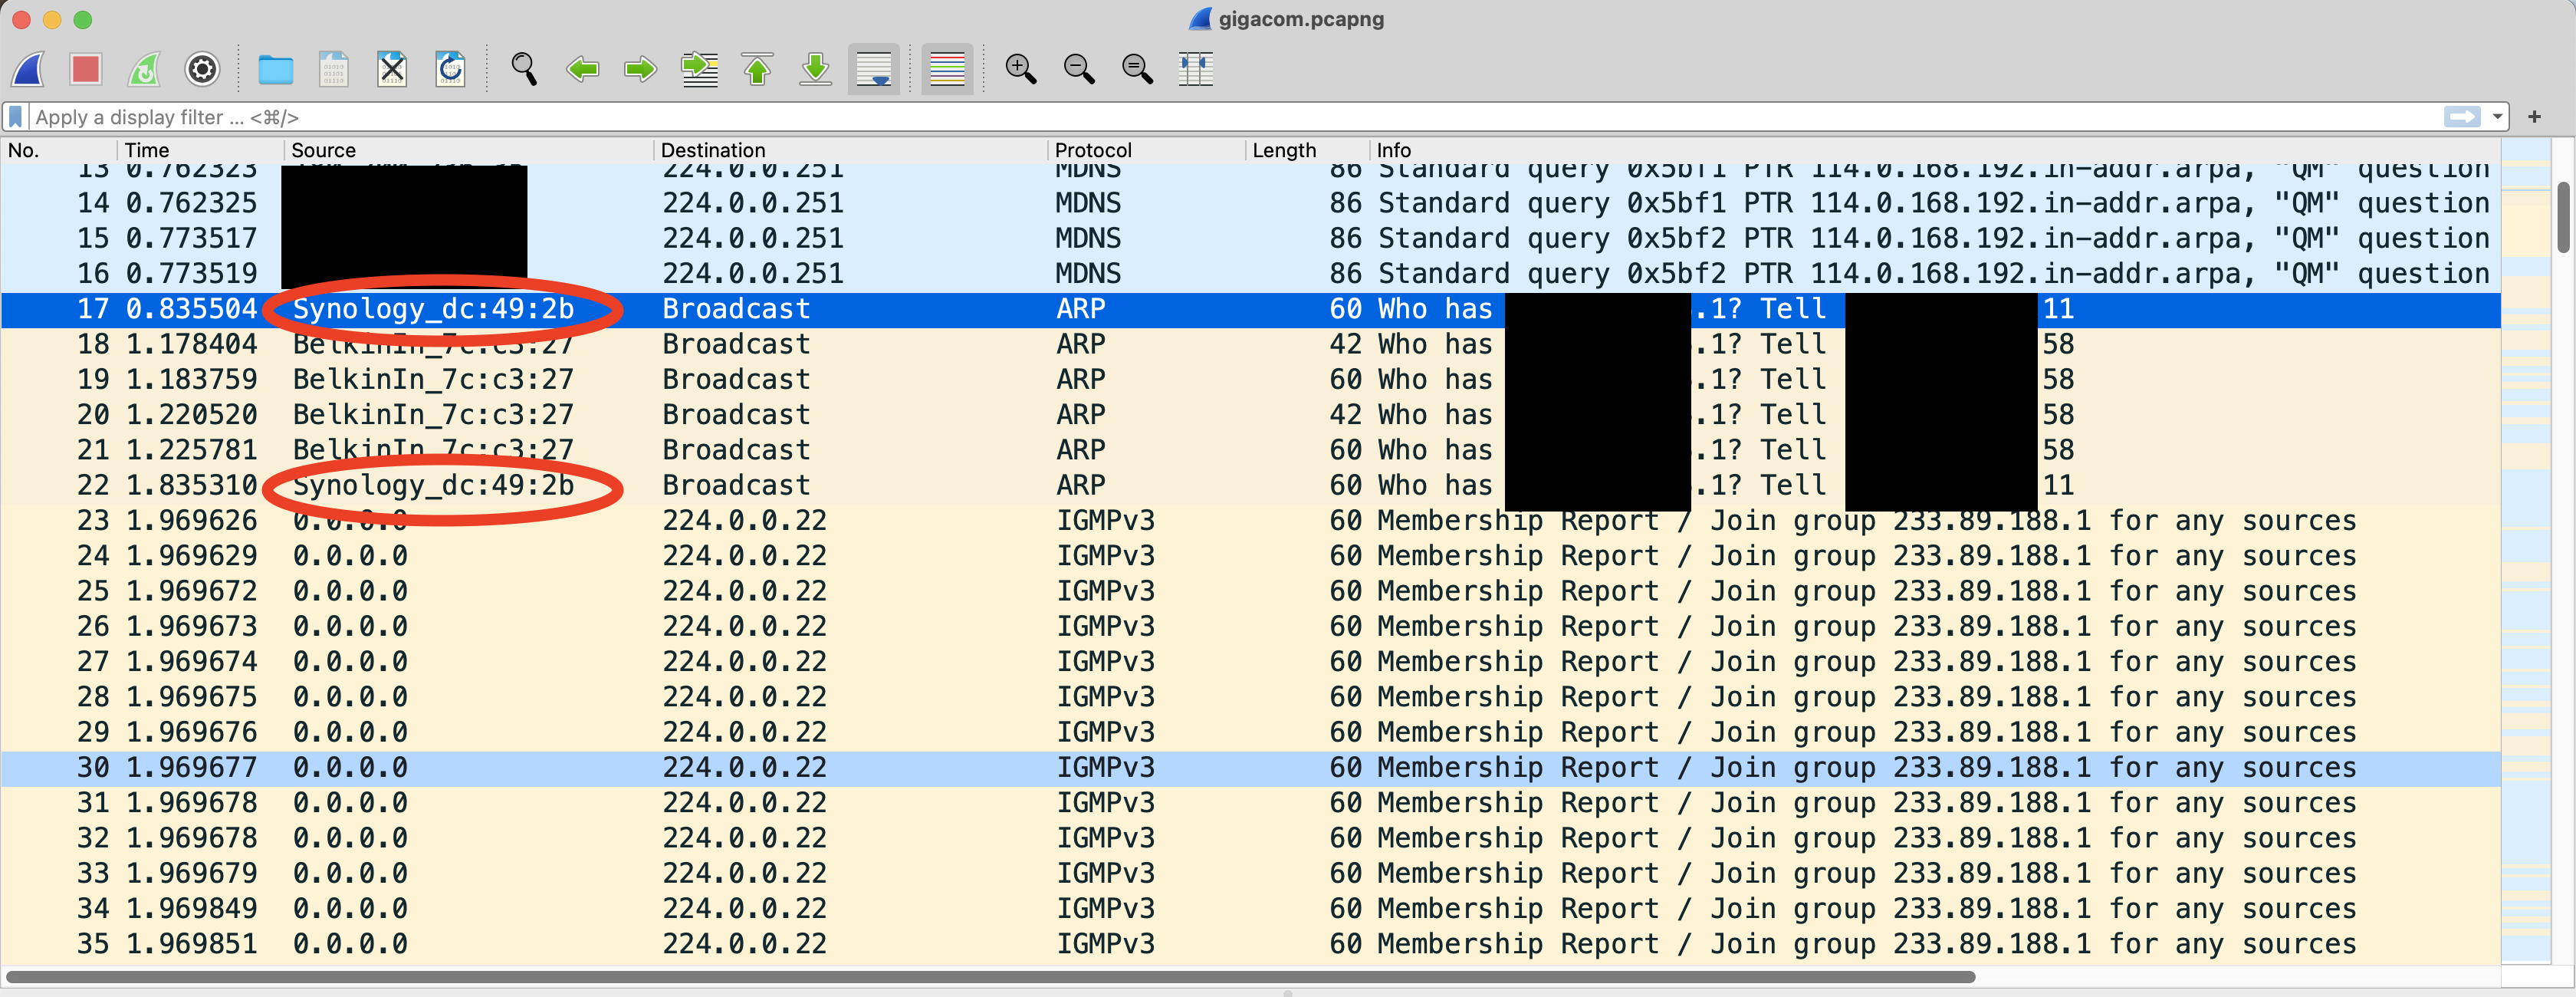 gigacom.pcapng
Apply a display filter ... <⌘/>
No. Time Source Destination Protocol Length Info
13 0.762323 224.0.0.251 MDNS 86 Standard query 0x5bf1 PTR 114.0.168.192.in-addr.arpa, "QM" question
14 0.762325 224.0.0.251 MDNS 86 Standard query 0x5bf1 PTR 114.0.168.192.in-addr.arpa, "QM" question
15 0.773517 224.0.0.251 MDNS 86 Standard query 0x5bf2 PTR 114.0.168.192.in-addr.arpa, "QM" question
16 0.773519 224.0.0.251 MDNS 86 Standard query 0x5bf2 PTR 114.0.168.192.in-addr.arpa, "QM" question
17 0.835504 Synology_dc:49:2b Broadcast ARP 60 Who has .1? Tell 11
18 1.178404 BelkinIn_7c:c3:27 Broadcast ARP 42 Who has .1? Tell 58
19 1.183759 BelkinIn_7c:c3:27 Broadcast ARP 60 Who has .1? Tell 58
20 1.220520 BelkinIn_7c:c3:27 Broadcast ARP 42 Who has .1? Tell 58
21 1.225781 BelkinIn_7c:c3:27 Broadcast ARP 60 Who has .1? Tell 58
22 1.835310 Synology_dc:49:2b Broadcast ARP 60 Who has .1? Tell 11
23 1.969626 0.0.0.0 224.0.0.22 IGMPv3 60 Membership Report / Join group 233.89.188.1 for any sources
24 1.969629 0.0.0.0 224.0.0.22 IGMPv3 60 Membership Report / Join group 233.89.188.1 for any sources
25 1.969672 0.0.0.0 224.0.0.22 IGMPv3 60 Membership Report / Join group 233.89.188.1 for any sources
26 1.969673 0.0.0.0 224.0.0.22 IGMPv3 60 Membership Report / Join group 233.89.188.1 for any sources
27 1.969674 0.0.0.0 224.0.0.22 IGMPv3 60 Membership Report / Join group 233.89.188.1 for any sources
28 1.969675 0.0.0.0 224.0.0.22 IGMPv3 60 Membership Report / Join group 233.89.188.1 for any sources
29 1.969676 0.0.0.0 224.0.0.22 IGMPv3 60 Membership Report / Join group 233.89.188.1 for any sources
30 1.969677 0.0.0.0 224.0.0.22 IGMPv3 60 Membership Report / Join group 233.89.188.1 for any sources
31 1.969678 0.0.0.0 224.0.0.22 IGMPv3 60 Membership Report / Join group 233.89.188.1 for any sources
32 1.969678 0.0.0.0 224.0.0.22 IGMPv3 60 Membership Report / Join group 233.89.188.1 for any sources
33 1.969679 0.0.0.0 224.0.0.22 IGMPv3 60 Membership Report / Join group 233.89.188.1 for any sources
34 1.969849 0.0.0.0 224.0.0.22 IGMPv3 60 Membership Report / Join group 233.89.188.1 for any sources
35 1.969851 0.0.0.0 224.0.0.22 IGMPv3 60 Membership Report / Join group 233.89.188.1 for any sources